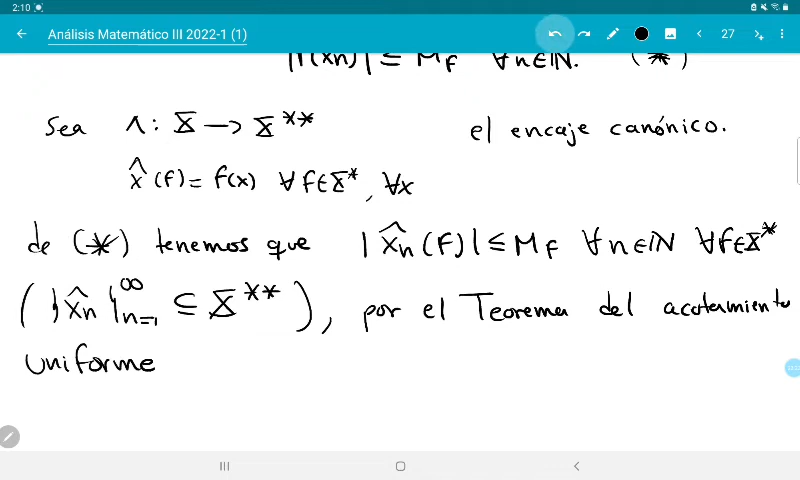 2:10
Análisis Matemático III 2022-1 (1)
27
|f(xn)| ≤ MF ∀n∈ℕ. (*)
Sea ∧: X → X** el encaje canónico.
x̂(f) = f(x) ∀f∈X*, ∀x
de (*) tenemos que |x̂n(F)| ≤ MF ∀n∈ℕ ∀f∈X*
({x̂n}∞n=1 ⊆ X**), por el Teorema del acotamiento
uniforme